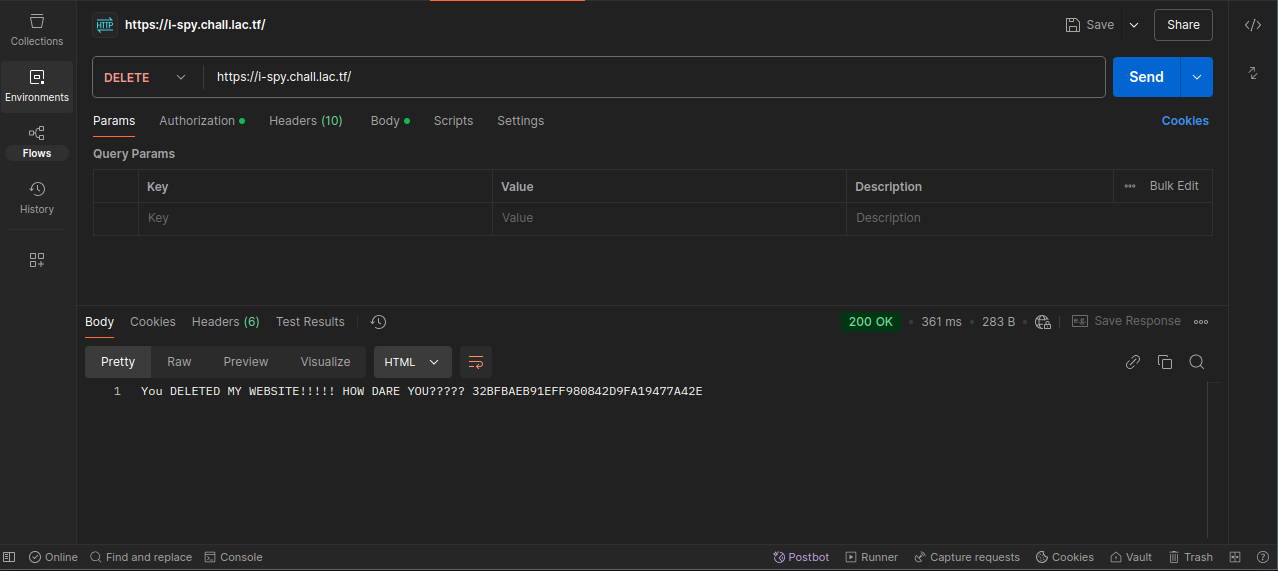 HTTP https://i-spy.chall.lac.tf/ Save Share
Collections
DELETE https://i-spy.chall.lac.tf/ Send
Environments
Params Authorization Headers (10) Body Scripts Settings Cookies
Flows
Query Params
Key Value Description Bulk Edit
History
Key Value Description
Body Cookies Headers (6) Test Results 200 OK 361 ms 283 B e.g. Save Response
Pretty Raw Preview Visualize HTML
1 You DELETED MY WEBSITE!!!!! HOW DARE YOU????? 32BFBAEB91EFF980842D9FA19477A42E
Online Find and replace Console Postbot Runner Capture requests Cookies Vault Trash